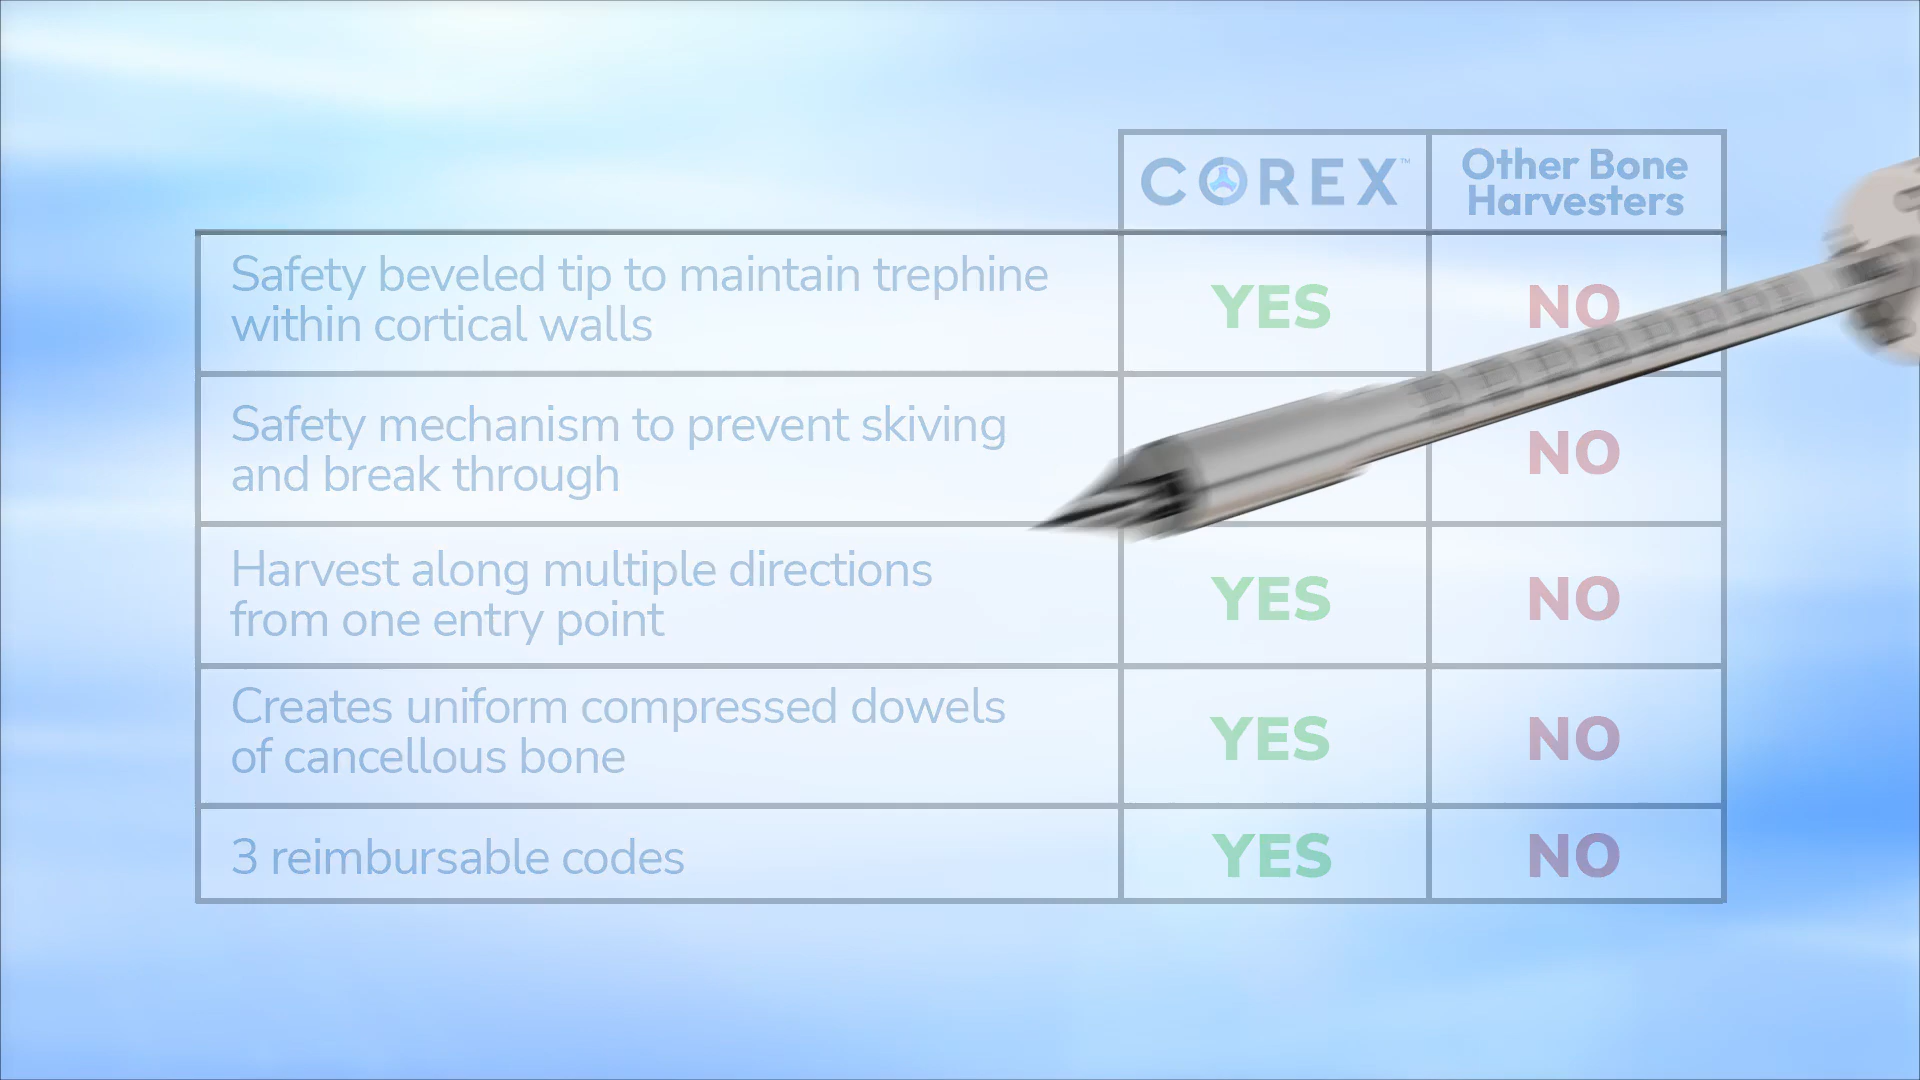 COREX™
Other Bone
Harvesters
Safety beveled tip to maintain trephine
within cortical walls
YES
NO
Safety mechanism to prevent skiving
and break through
NO
Harvest along multiple directions
from one entry point
YES
NO
Creates uniform compressed dowels
of cancellous bone
YES
NO
3 reimbursable codes
YES
NO